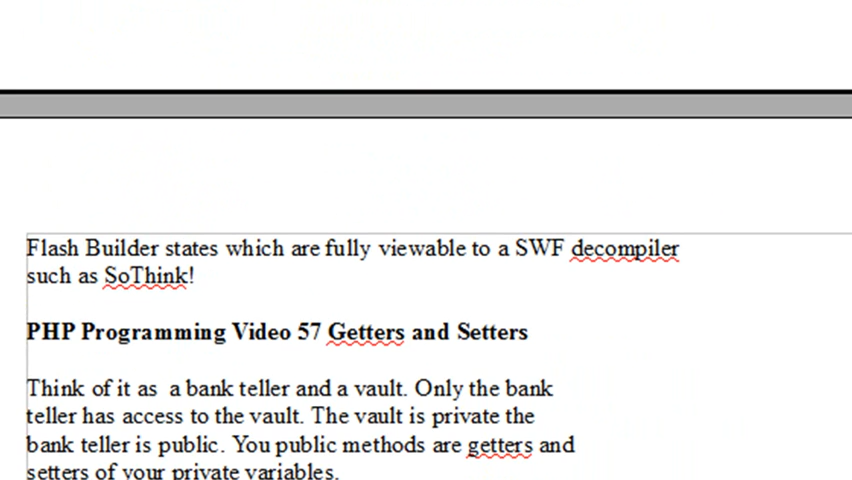 Flash Builder states which are fully viewable to a SWF decompiler
such as SoThink!
PHP Programming Video 57 Getters and Setters
Think of it as  a bank teller and a vault. Only the bank
teller has access to the vault. The vault is private the
bank teller is public. You public methods are getters and
setters of your private variables.